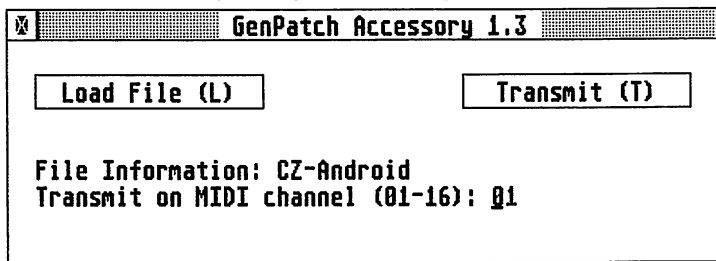 GenPatch Accessory 1.3
Load File (L) Transmit (T)
File Information: CZ-Android
Transmit on MIDI channel (01-16): 01